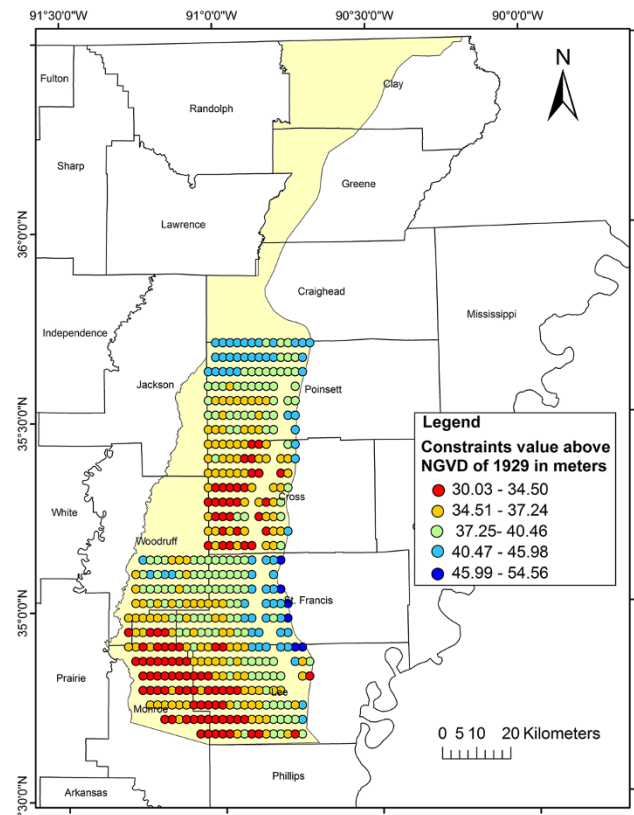 91°30'0"W
91°0'0"W
90°30'0"W
90°0'0"W
N
Fulton
Randolph
Clay
Sharp
Greene
Lawrence
36°0'0"N
Craighead
Independence
Mississippi
Jackson
Poinsett
35°30'0"N
Legend
Constraints value above
NGVD of 1929 in meters
30.03 - 34.50
34.51 - 37.24
37.25- 40.46
40.47 - 45.98
45.99 - 54.56
Cross
White
Woodruff
St. Francis
35°0'0"N
Prairie
Lee
Monroe
0 5 10 20 Kilometers
Phillips
Arkansas
30'0"N